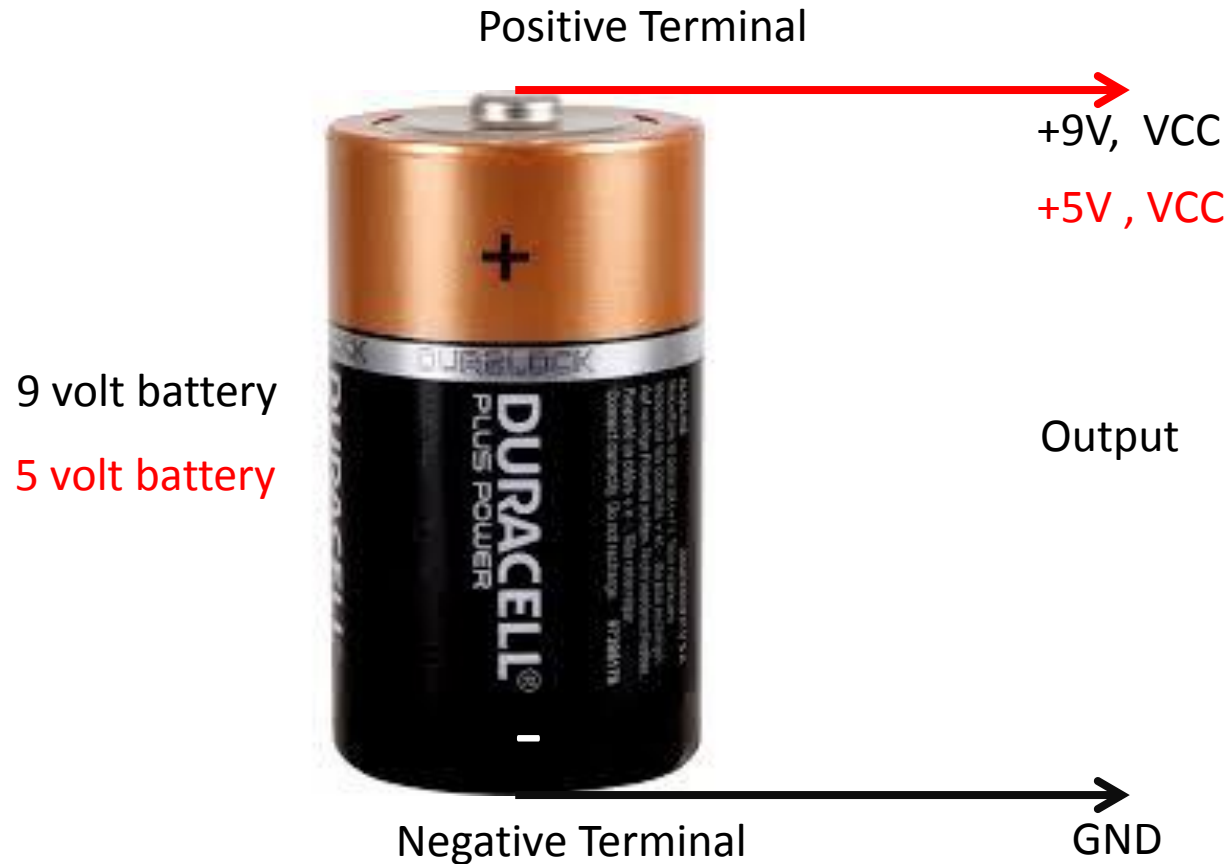 Positive Terminal
+9V, VCC
+5V , VCC
+
DURALOCK
9 volt battery
5 volt battery
Output
DURACELL®
PLUS POWER
-
Negative Terminal
GND